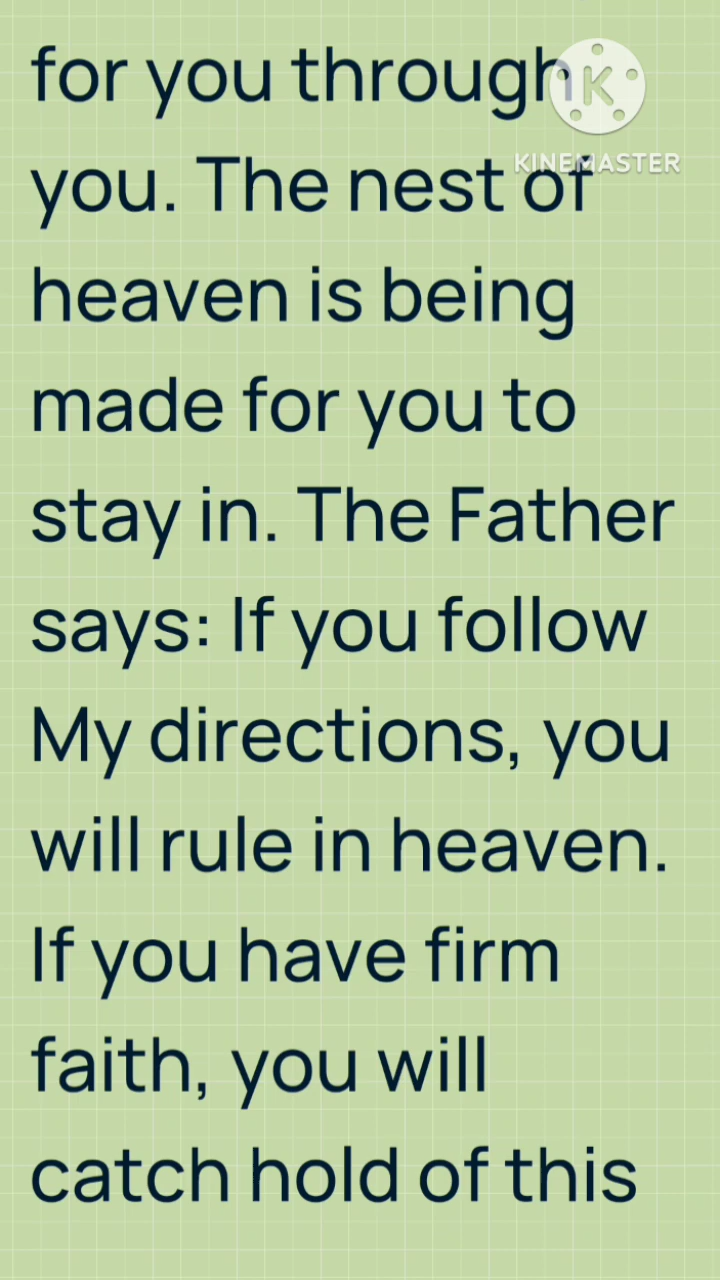 for you through
KINEMASTER
you. The nest of
heaven is being
made for you to
stay in. The Father
says: If you follow
My directions, you
will rule in heaven.
If you have firm
faith, you will
catch hold of this